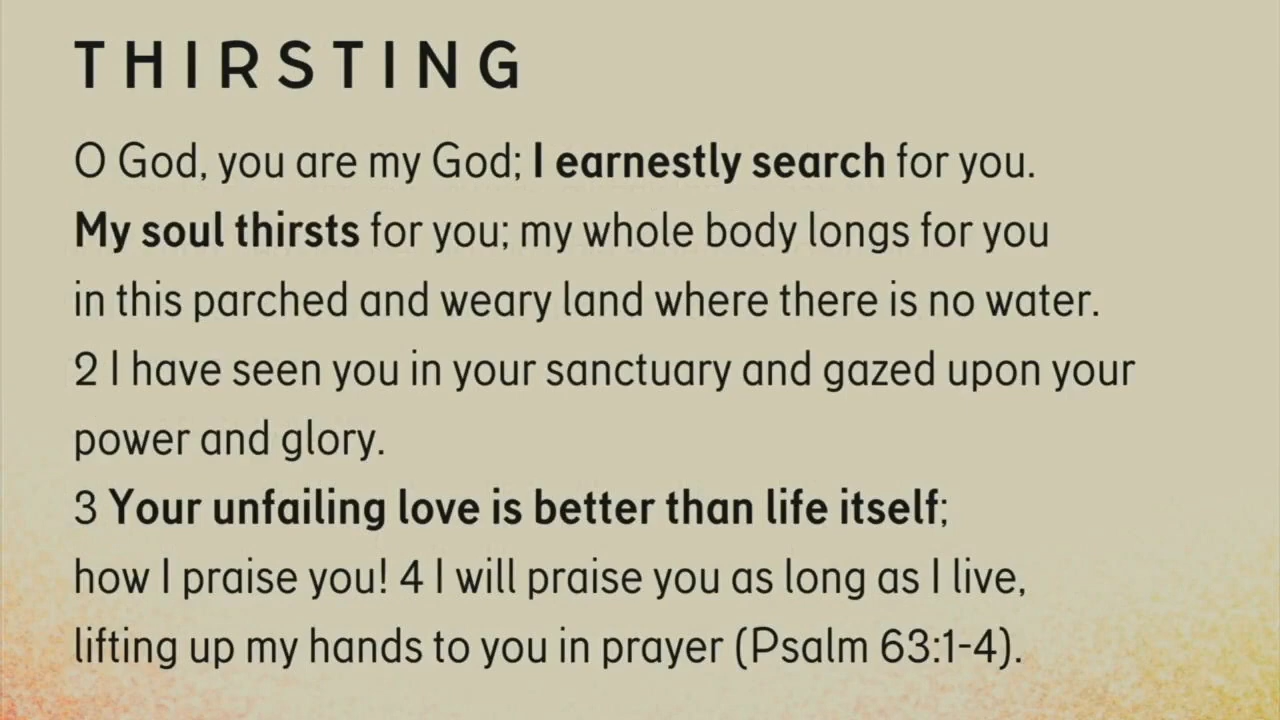 THIRSTING
O God, you are my God; I earnestly search for you.
My soul thirsts for you; my whole body longs for you
in this parched and weary land where there is no water.
2 I have seen you in your sanctuary and gazed upon your
power and glory.
3 Your unfailing love is better than life itself;
how I praise you! 4 I will praise you as long as I live,
lifting up my hands to you in prayer (Psalm 63:1-4).